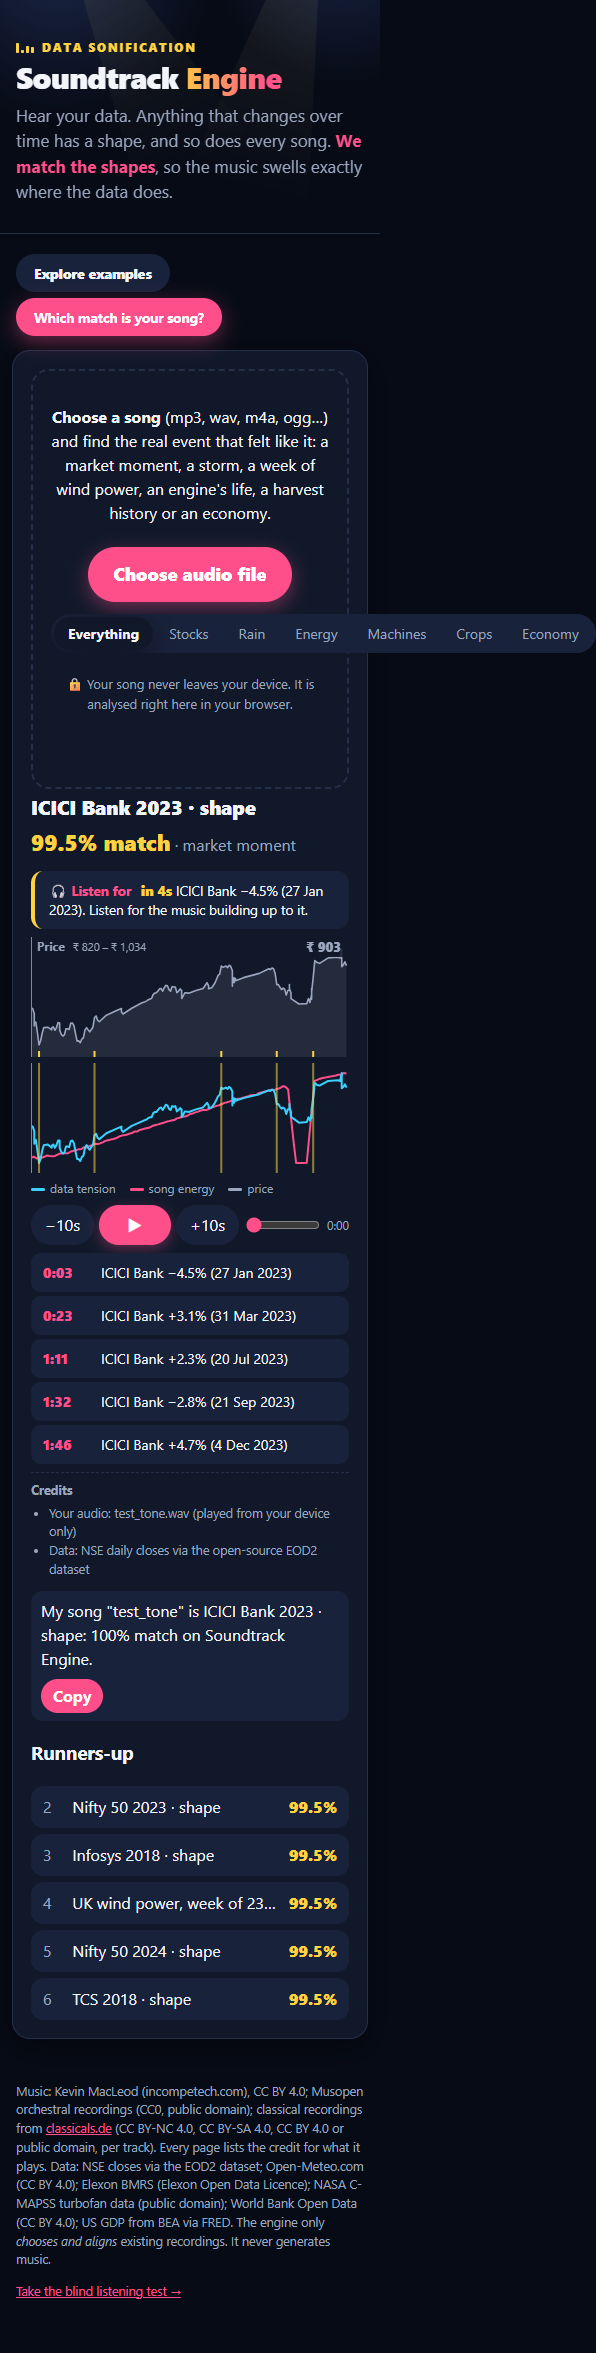 DATA SONIFICATION
Soundtrack Engine
Hear your data. Anything that changes over
time has a shape, and so does every song. We
match the shapes, so the music swells exactly
where the data does.
Explore examples
Which match is your song?
Choose a song (mp3, wav, m4a, ogg...)
and find the real event that felt like it: a
market moment, a storm, a week of
wind power, an engine's life, a harvest
history or an economy.
Choose audio file
Everything Stocks Rain Energy Machines Crops Economy
Your song never leaves your device. It is
analysed right here in your browser.
ICICI Bank 2023 · shape
99.5% match · market moment
Listen for in 4s ICICI Bank −4.5% (27 Jan
2023). Listen for the music building up to it.
Price ₹ 820 – ₹ 1,034 ₹ 903
data tension song energy price
−10s +10s 0:00
0:03 ICICI Bank −4.5% (27 Jan 2023)
0:23 ICICI Bank +3.1% (31 Mar 2023)
1:11 ICICI Bank +2.3% (20 Jul 2023)
1:32 ICICI Bank −2.8% (21 Sep 2023)
1:46 ICICI Bank +4.7% (4 Dec 2023)
Credits
• Your audio: test_tone.wav (played from your device
only)
• Data: NSE daily closes via the open-source EOD2
dataset
My song "test_tone" is ICICI Bank 2023 ·
shape: 100% match on Soundtrack
Engine.
Copy
Runners-up
2 Nifty 50 2023 · shape 99.5%
3 Infosys 2018 · shape 99.5%
4 UK wind power, week of 23... 99.5%
5 Nifty 50 2024 · shape 99.5%
6 TCS 2018 · shape 99.5%
Music: Kevin MacLeod (incompetech.com), CC BY 4.0; Musopen
orchestral recordings (CC0, public domain); classical recordings
from classicals.de (CC BY-NC 4.0, CC BY-SA 4.0, CC BY 4.0 or
public domain, per track). Every page lists the credit for what it
plays. Data: NSE closes via the EOD2 dataset; Open-Meteo.com
(CC BY 4.0); Elexon BMRS (Elexon Open Data Licence); NASA C-
MAPSS turbofan data (public domain); World Bank Open Data
(CC BY 4.0); US GDP from BEA via FRED. The engine only
chooses and aligns existing recordings. It never generates
music.
Take the blind listening test →